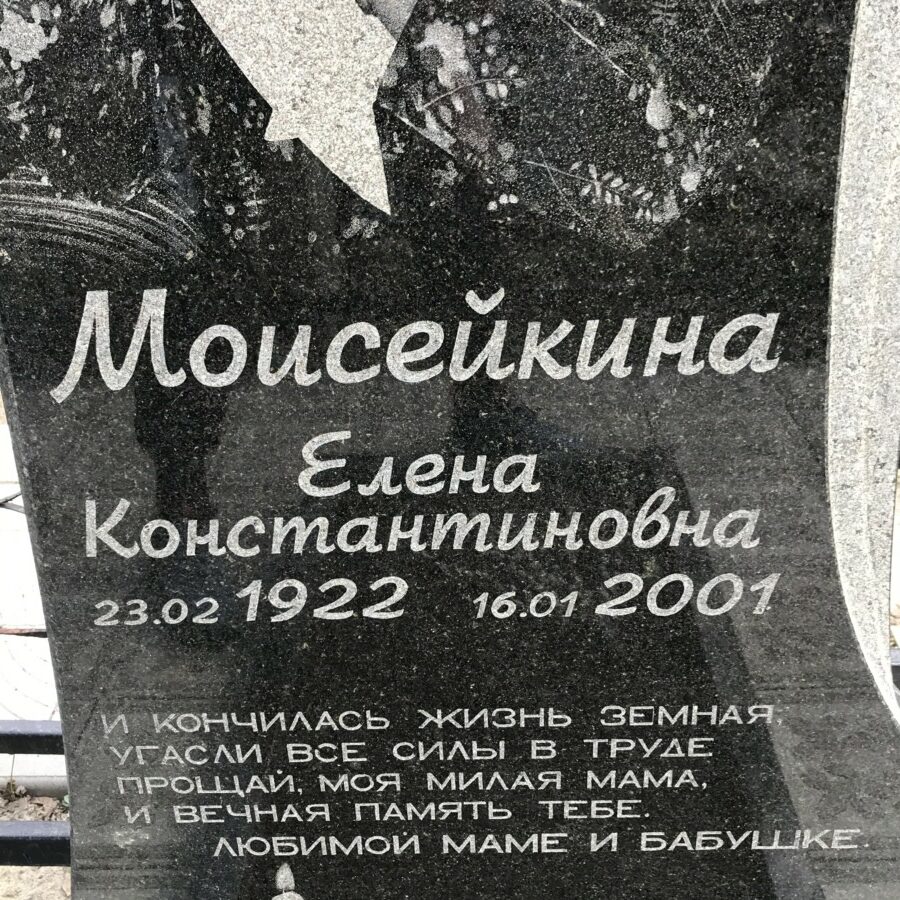 Моисейкина
Елена
Константиновна
23.02 1922 16.01 2001
И КОНЧИЛАСЬ ЖИЗНЬ ЗЕМНАЯ,
УГАСЛИ ВСЕ СИЛЫ В ТРУДЕ
ПРОЩАЙ, МОЯ МИЛАЯ МАМА,
И ВЕЧНАЯ ПАМЯТЬ ТЕБЕ.
ЛЮБИМОЙ МАМЕ И БАБУШКЕ.